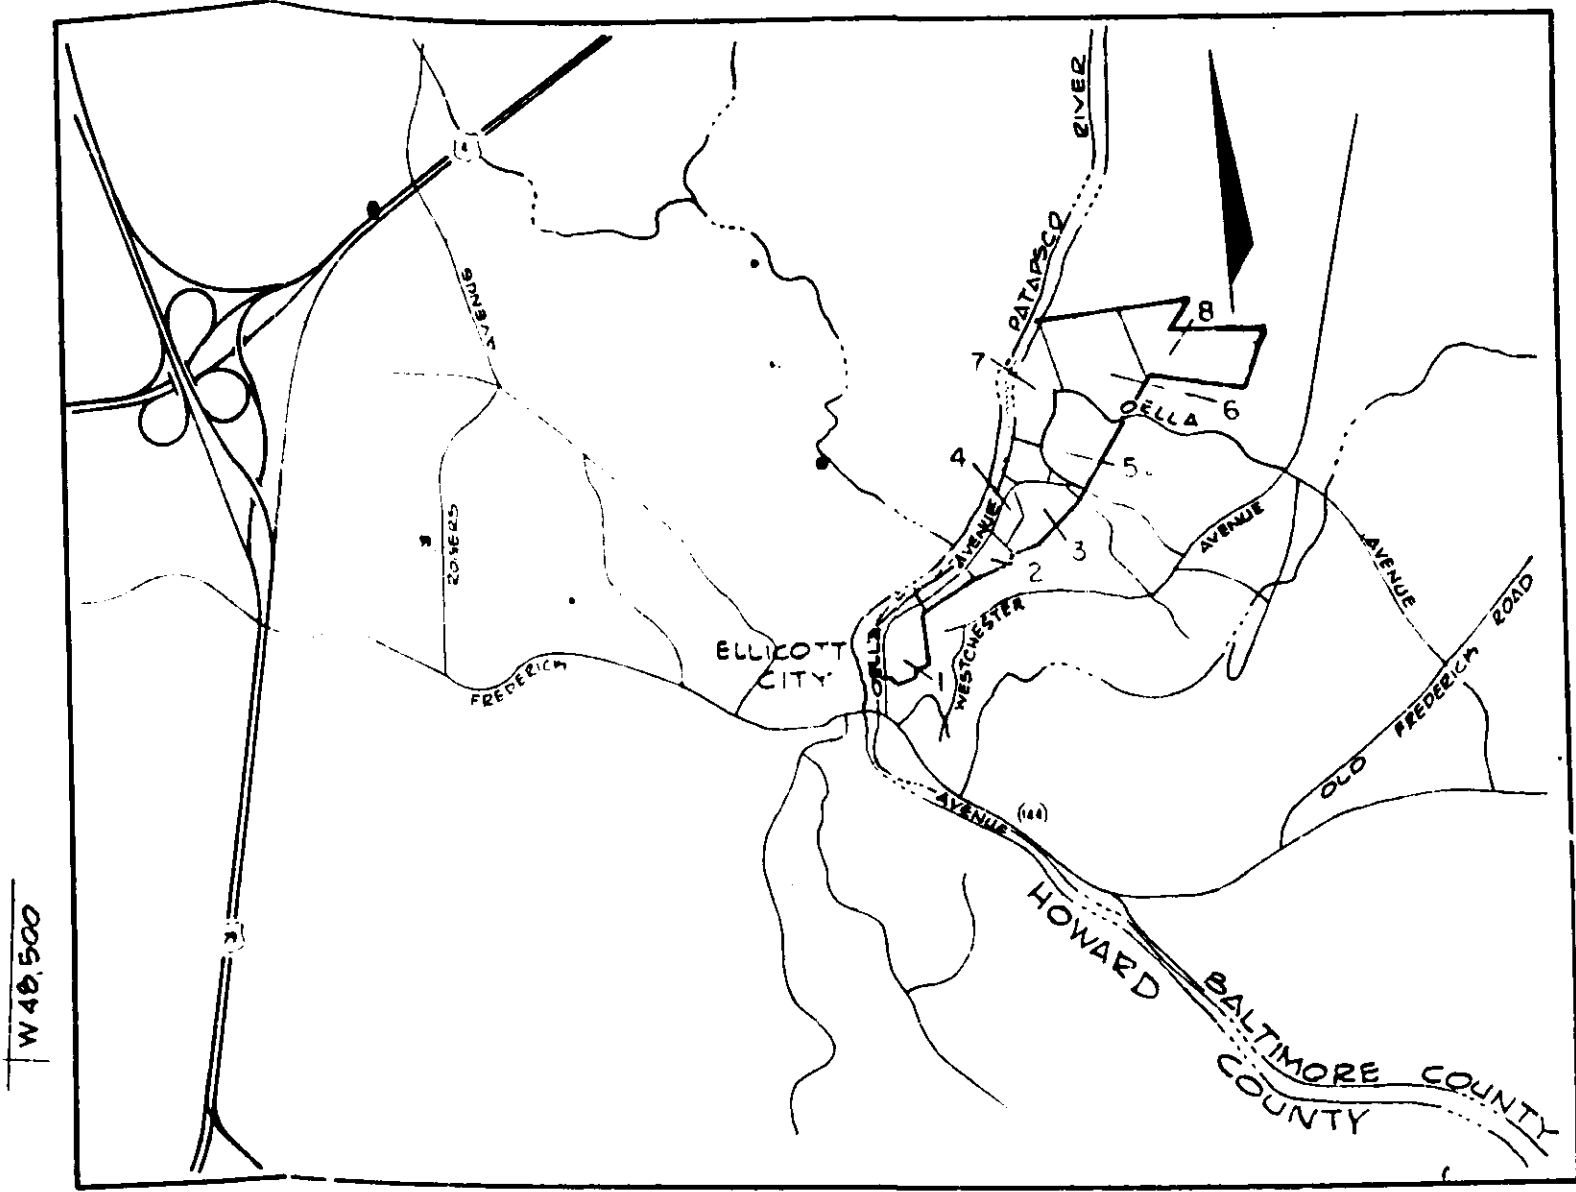 RIVER
PATAPSCO
AVENUE
8
7
6
OELLA
4
5
3
2
AVENUE
AVENUE
AVENUE
ROGERS
ELLICOTT
CITY
OELLA
1
WESTCHESTER
FREDERICK
OLD FREDERICK ROAD
AVENUE
(144)
HOWARD
COUNTY
BALTIMORE COUNTY
W 48,500